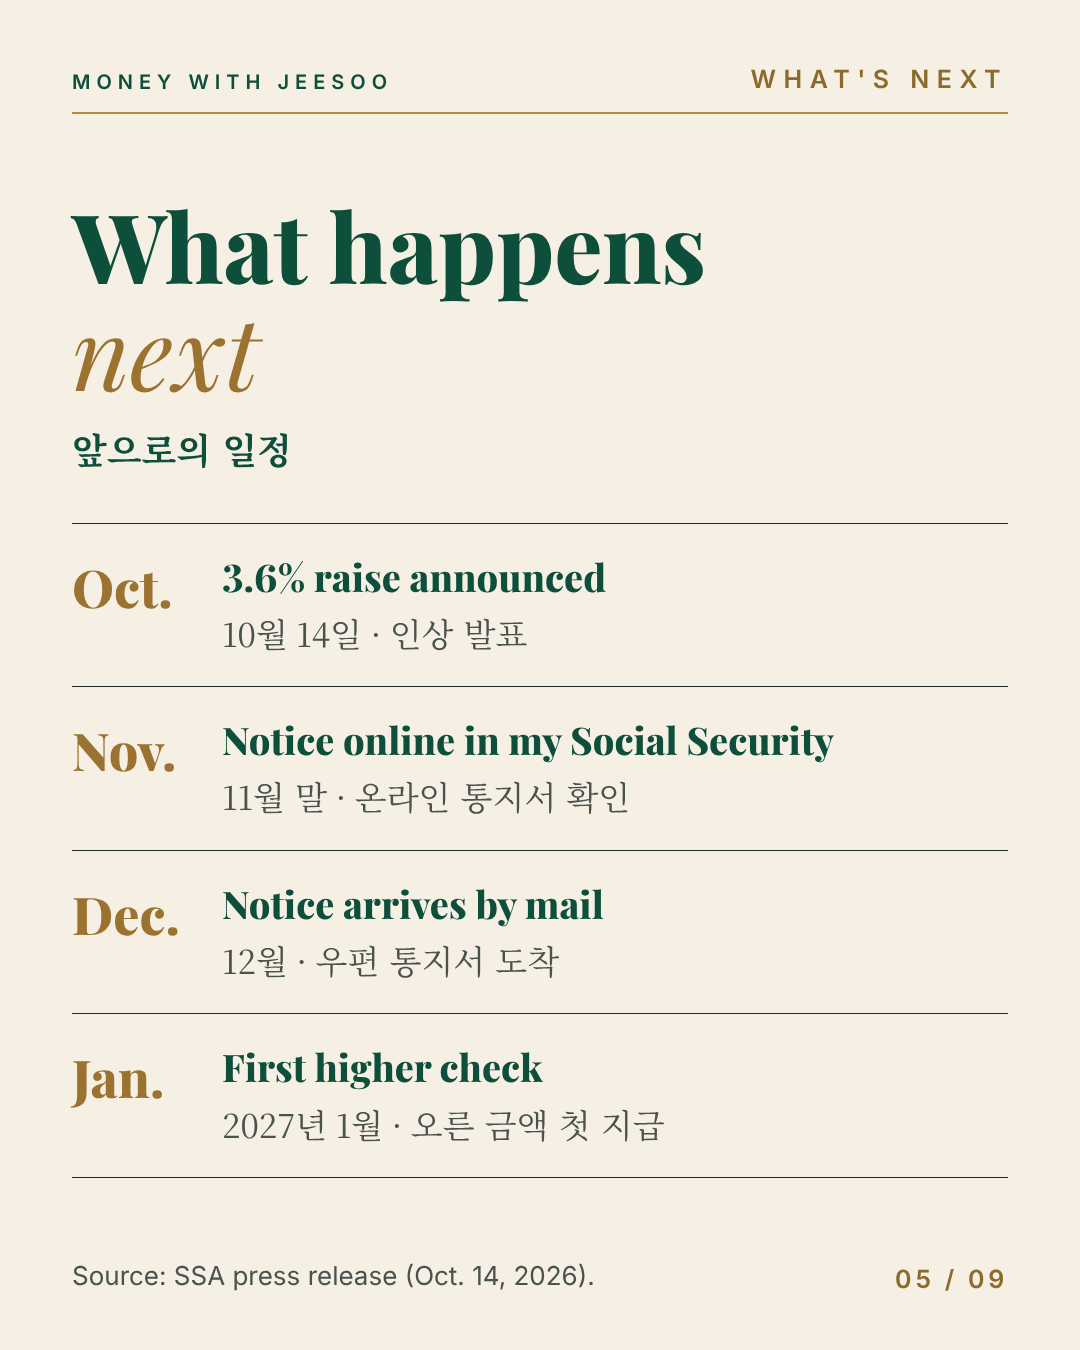 MONEY WITH JEESOO
WHAT'S NEXT
What happens
next
앞으로의 일정
Oct.
3.6% raise announced
10월 14일 · 인상 발표
Nov.
Notice online in my Social Security
11월 말 · 온라인 통지서 확인
Dec.
Notice arrives by mail
12월 · 우편 통지서 도착
Jan.
First higher check
2027년 1월 · 오른 금액 첫 지급
Source: SSA press release (Oct. 14, 2026).
05 / 09